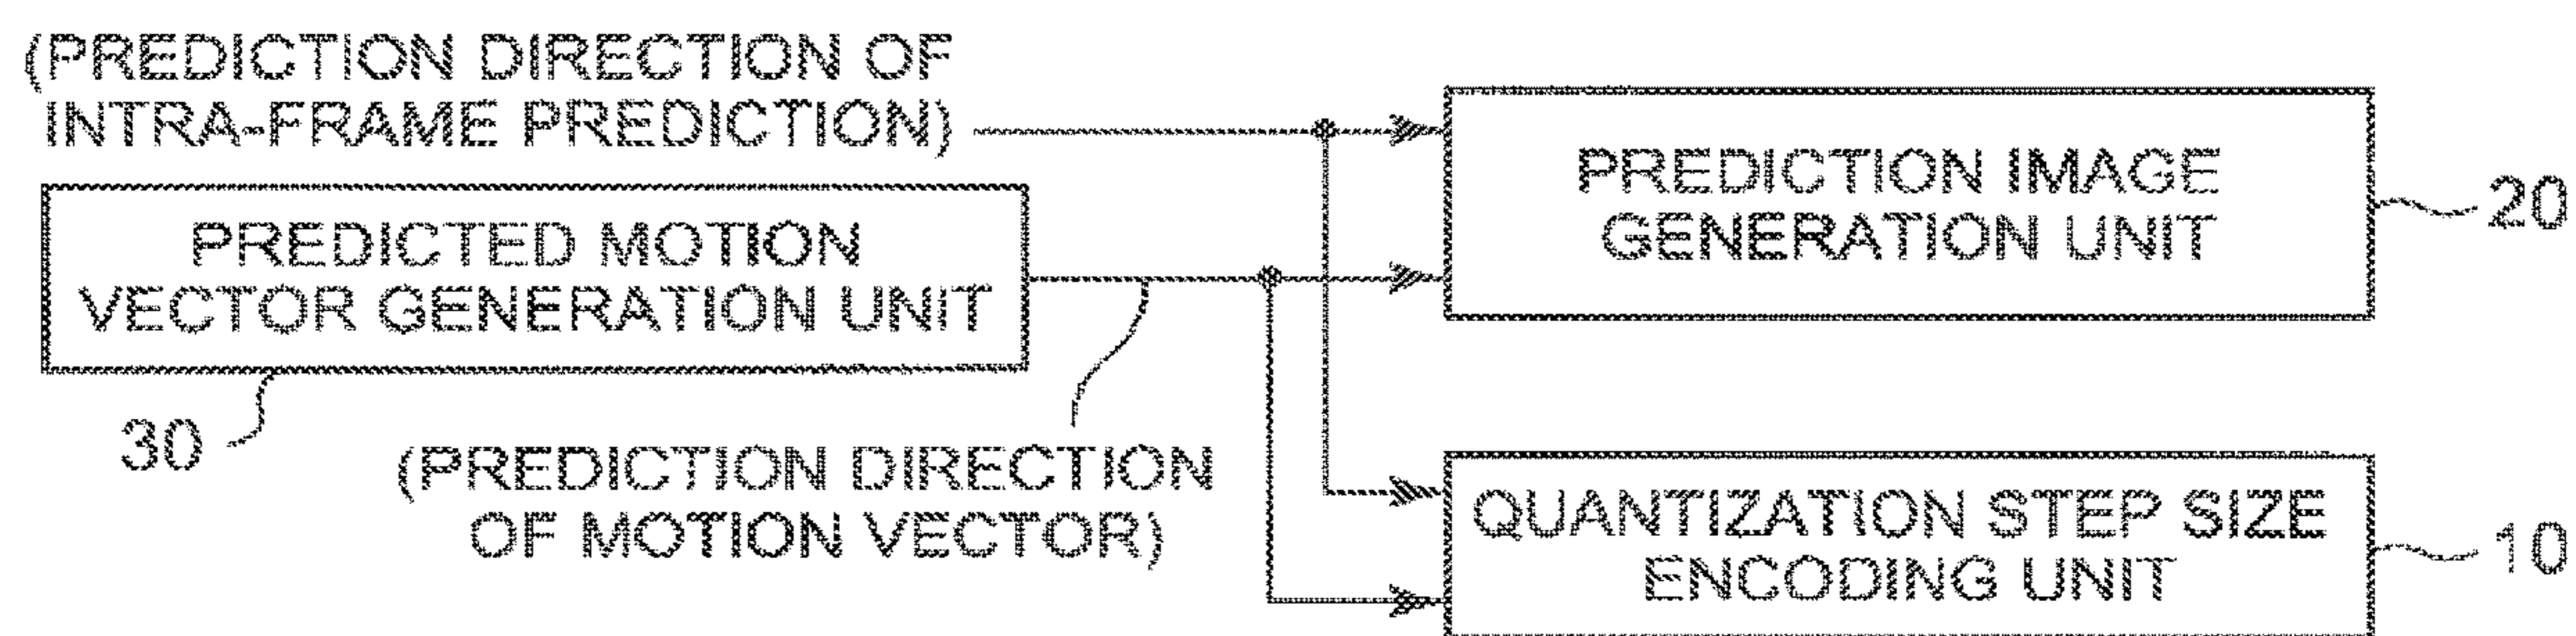 (PREDICTION DIRECTION OF
INTRA-FRAME PREDICTION)
PREDICTED MOTION
VECTOR GENERATION UNIT
30
(PREDICTION DIRECTION
OF MOTION VECTOR)
PREDICTION IMAGE
GENERATION UNIT
20
QUANTIZATION STEP SIZE
ENCODING UNIT
10